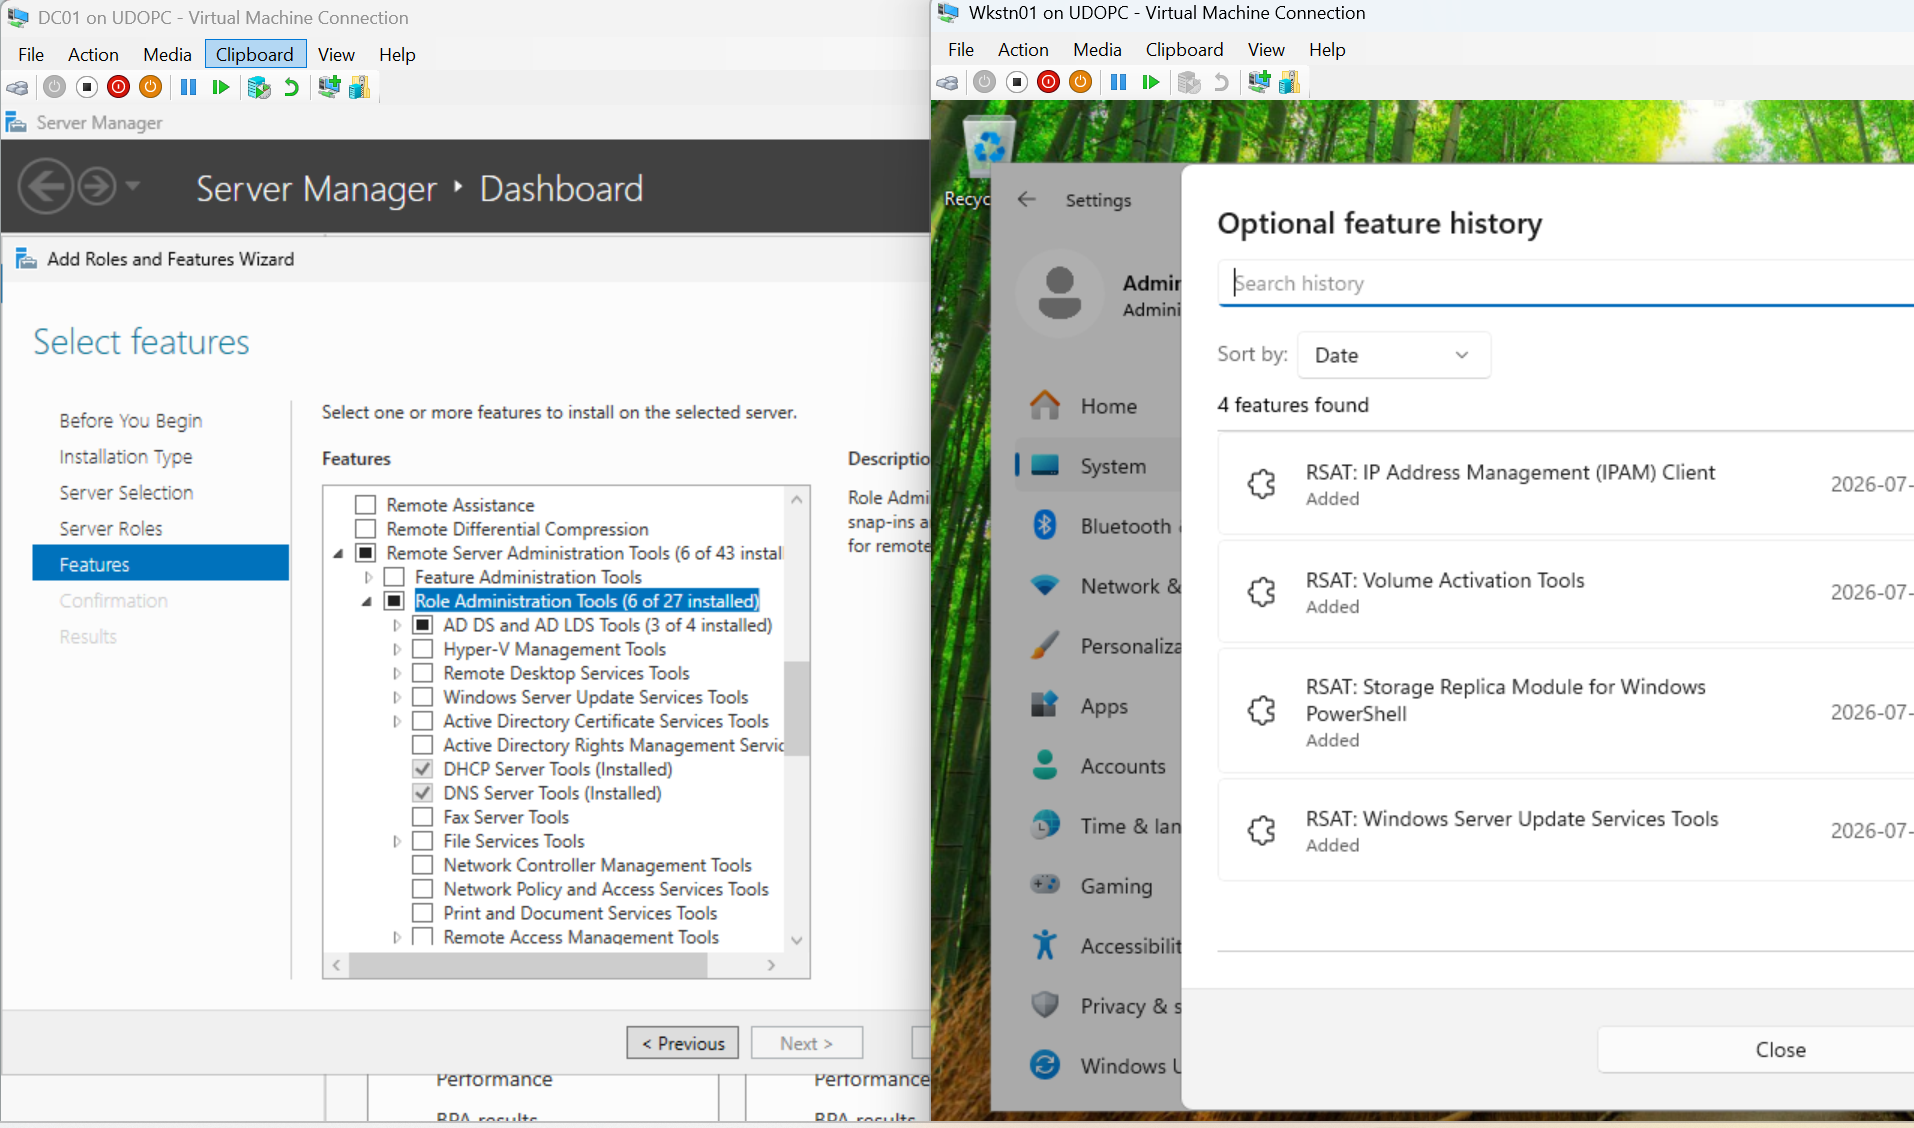 DC01 on UDOPC - Virtual Machine Connection
File Action Media Clipboard View Help
Server Manager
Server Manager Dashboard
Add Roles and Features Wizard
Select features
Before You Begin
Installation Type
Server Selection
Server Roles
Features
Confirmation
Results
Select one or more features to install on the selected server.
Features
Remote Assistance
Remote Differential Compression
Remote Server Administration Tools (6 of 43 install
Feature Administration Tools
Role Administration Tools (6 of 27 installed)
AD DS and AD LDS Tools (3 of 4 installed)
Hyper-V Management Tools
Remote Desktop Services Tools
Windows Server Update Services Tools
Active Directory Certificate Services Tools
Active Directory Rights Management Servic
DHCP Server Tools (Installed)
DNS Server Tools (Installed)
Fax Server Tools
File Services Tools
Network Controller Management Tools
Network Policy and Access Services Tools
Print and Document Services Tools
Remote Access Management Tools
Descriptio
Role Admi
snap-ins a
for remote
< Previous
Next >
Performance
Performance
BPA results
BPA results
Wkstn01 on UDOPC - Virtual Machine Connection
File Action Media Clipboard View Help
Recyc
Settings
Admin
Admini
Home
System
Bluetooth
Network &
Personaliza
Apps
Accounts
Time & lan
Gaming
Accessibilit
Privacy & s
Windows U
Optional feature history
Search history
Sort by: Date
4 features found
RSAT: IP Address Management (IPAM) Client
Added
2026-07-
RSAT: Volume Activation Tools
Added
2026-07-
RSAT: Storage Replica Module for Windows
PowerShell
Added
2026-07-
RSAT: Windows Server Update Services Tools
Added
2026-07-
Close